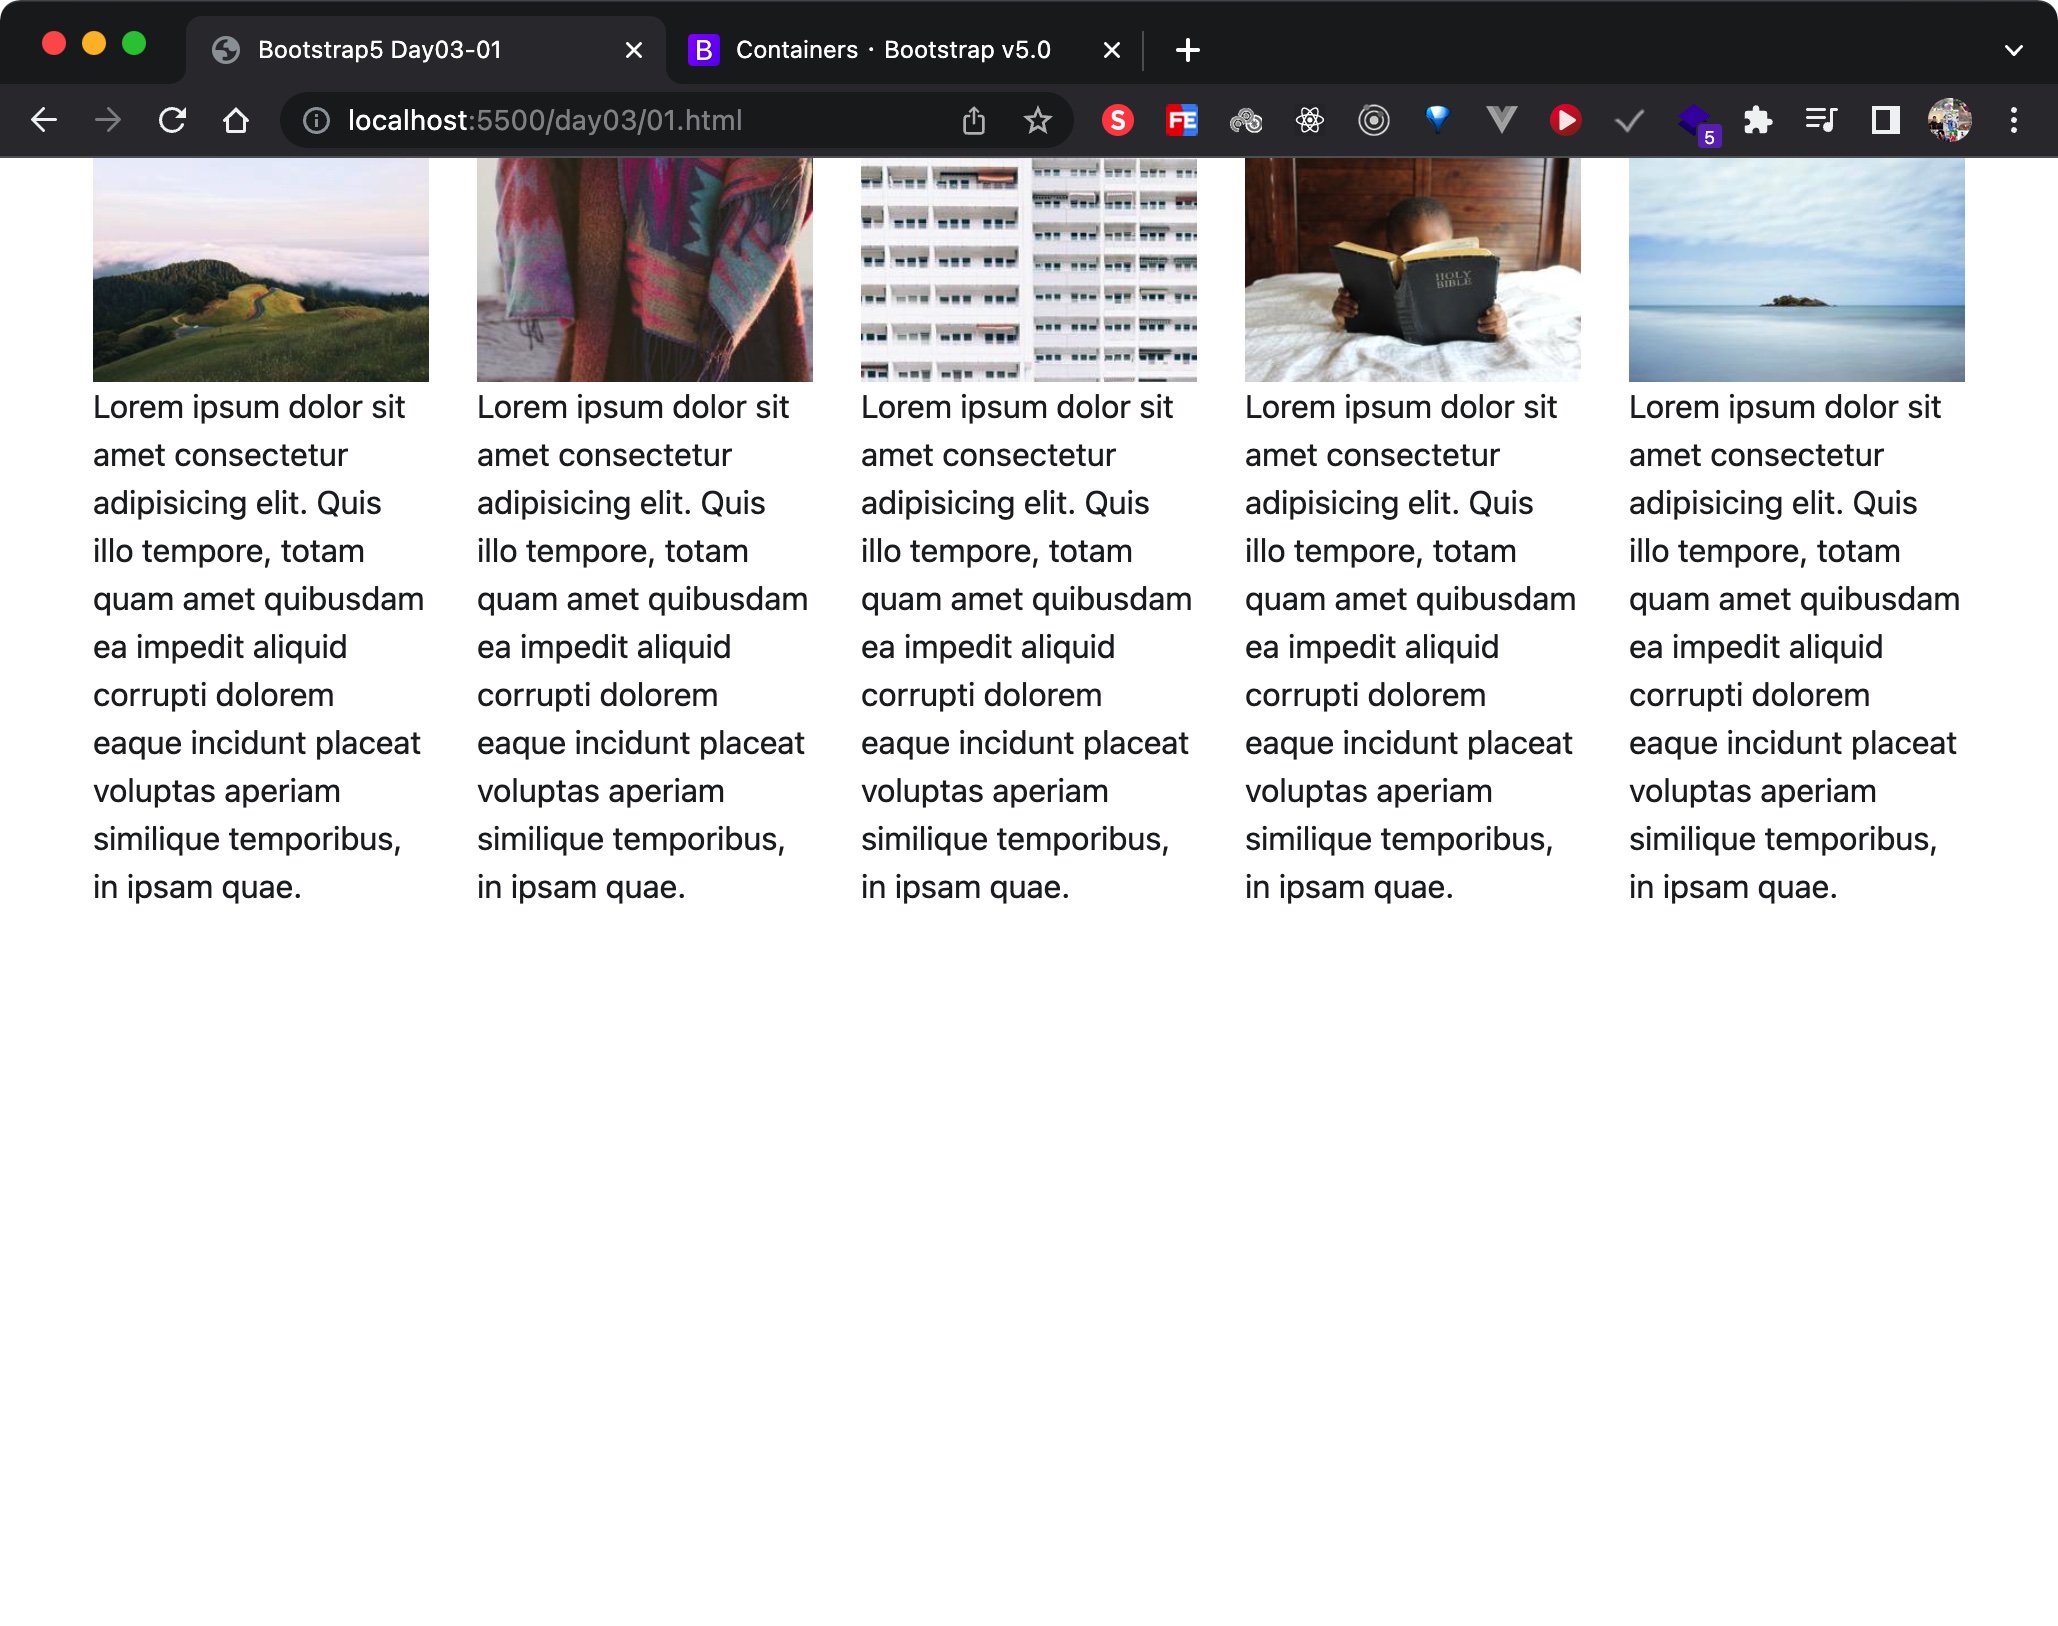 Bootstrap5 Day03-01
B
Containers · Bootstrap v5.0
localhost:5500/day03/01.html
S
FE
5
HOLY
BIBLE
Lorem ipsum dolor sit
amet consectetur
adipisicing elit. Quis
illo tempore, totam
quam amet quibusdam
ea impedit aliquid
corrupti dolorem
eaque incidunt placeat
voluptas aperiam
similique temporibus,
in ipsam quae.
Lorem ipsum dolor sit
amet consectetur
adipisicing elit. Quis
illo tempore, totam
quam amet quibusdam
ea impedit aliquid
corrupti dolorem
eaque incidunt placeat
voluptas aperiam
similique temporibus,
in ipsam quae.
Lorem ipsum dolor sit
amet consectetur
adipisicing elit. Quis
illo tempore, totam
quam amet quibusdam
ea impedit aliquid
corrupti dolorem
eaque incidunt placeat
voluptas aperiam
similique temporibus,
in ipsam quae.
Lorem ipsum dolor sit
amet consectetur
adipisicing elit. Quis
illo tempore, totam
quam amet quibusdam
ea impedit aliquid
corrupti dolorem
eaque incidunt placeat
voluptas aperiam
similique temporibus,
in ipsam quae.
Lorem ipsum dolor sit
amet consectetur
adipisicing elit. Quis
illo tempore, totam
quam amet quibusdam
ea impedit aliquid
corrupti dolorem
eaque incidunt placeat
voluptas aperiam
similique temporibus,
in ipsam quae.